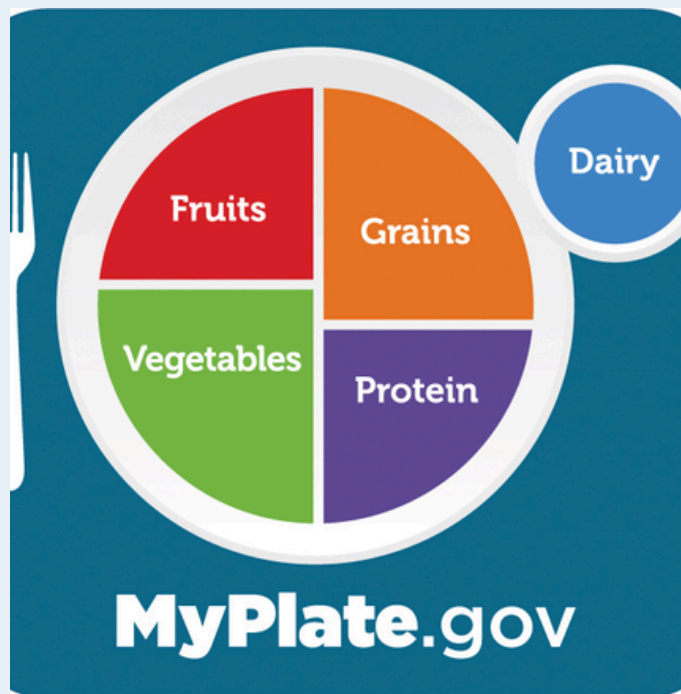 Fruits
Grains
Dairy
Vegetables
Protein
MyPlate.gov